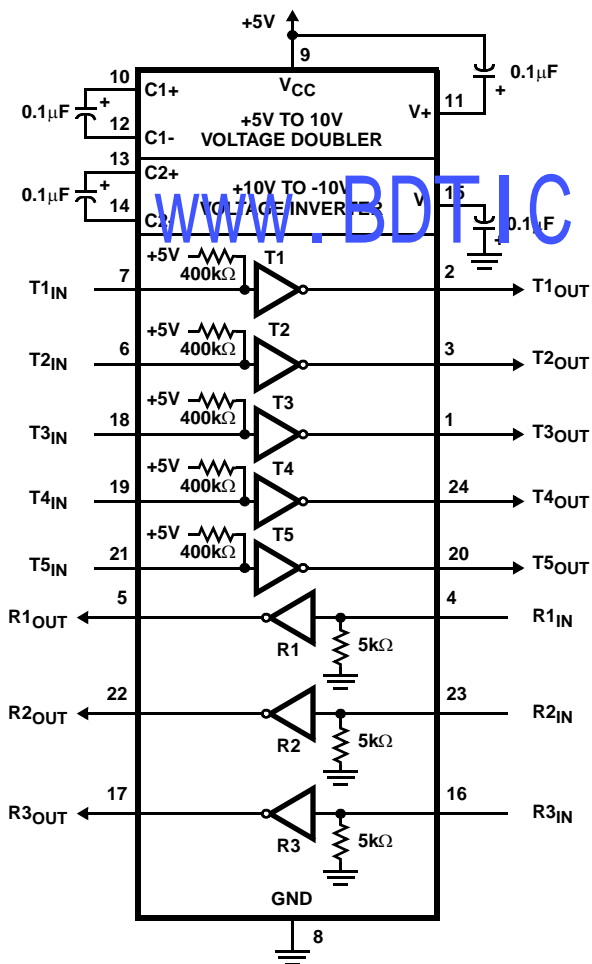 +5V
9
VCC
10
C1+
0.1µF
+
12
C1-
+5V TO 10V
VOLTAGE DOUBLER
V+
11
0.1µF
+
13
C2+
0.1µF
+
14
C2-
+10V TO -10V
VOLTAGE INVERTER
V-
15
0.1µF
+
www.BDTIC
T1IN
7
+5V
400kΩ
T1
2
T1OUT
T2IN
6
+5V
400kΩ
T2
3
T2OUT
T3IN
18
+5V
400kΩ
T3
1
T3OUT
T4IN
19
+5V
400kΩ
T4
24
T4OUT
T5IN
21
+5V
400kΩ
T5
20
T5OUT
R1OUT
5
R1
5kΩ
4
R1IN
R2OUT
22
R2
5kΩ
23
R2IN
R3OUT
17
R3
5kΩ
16
R3IN
GND
8